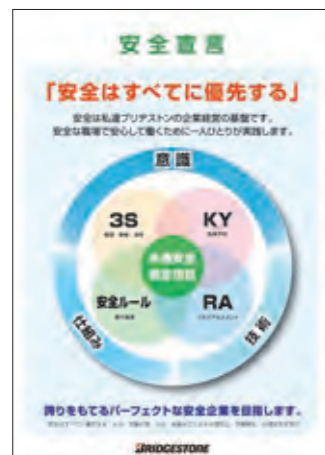 安全宣言
「安全はすべてに優先する」
安全は私達ブリヂストンの企業経営の基盤です。
安全な職場で安心して働くために一人ひとりが実践します。
意識
3S
KY
安全ルール
RA
仕組み
技術
誇りをもてるパーフェクトな安全企業を目指します。
BRIDGESTONE